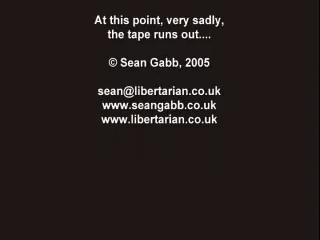 At this point, very sadly,
the tape runs out....
© Sean Gabb, 2005
sean@libertarian.co.uk
www.seangabb.co.uk
www.libertarian.co.uk